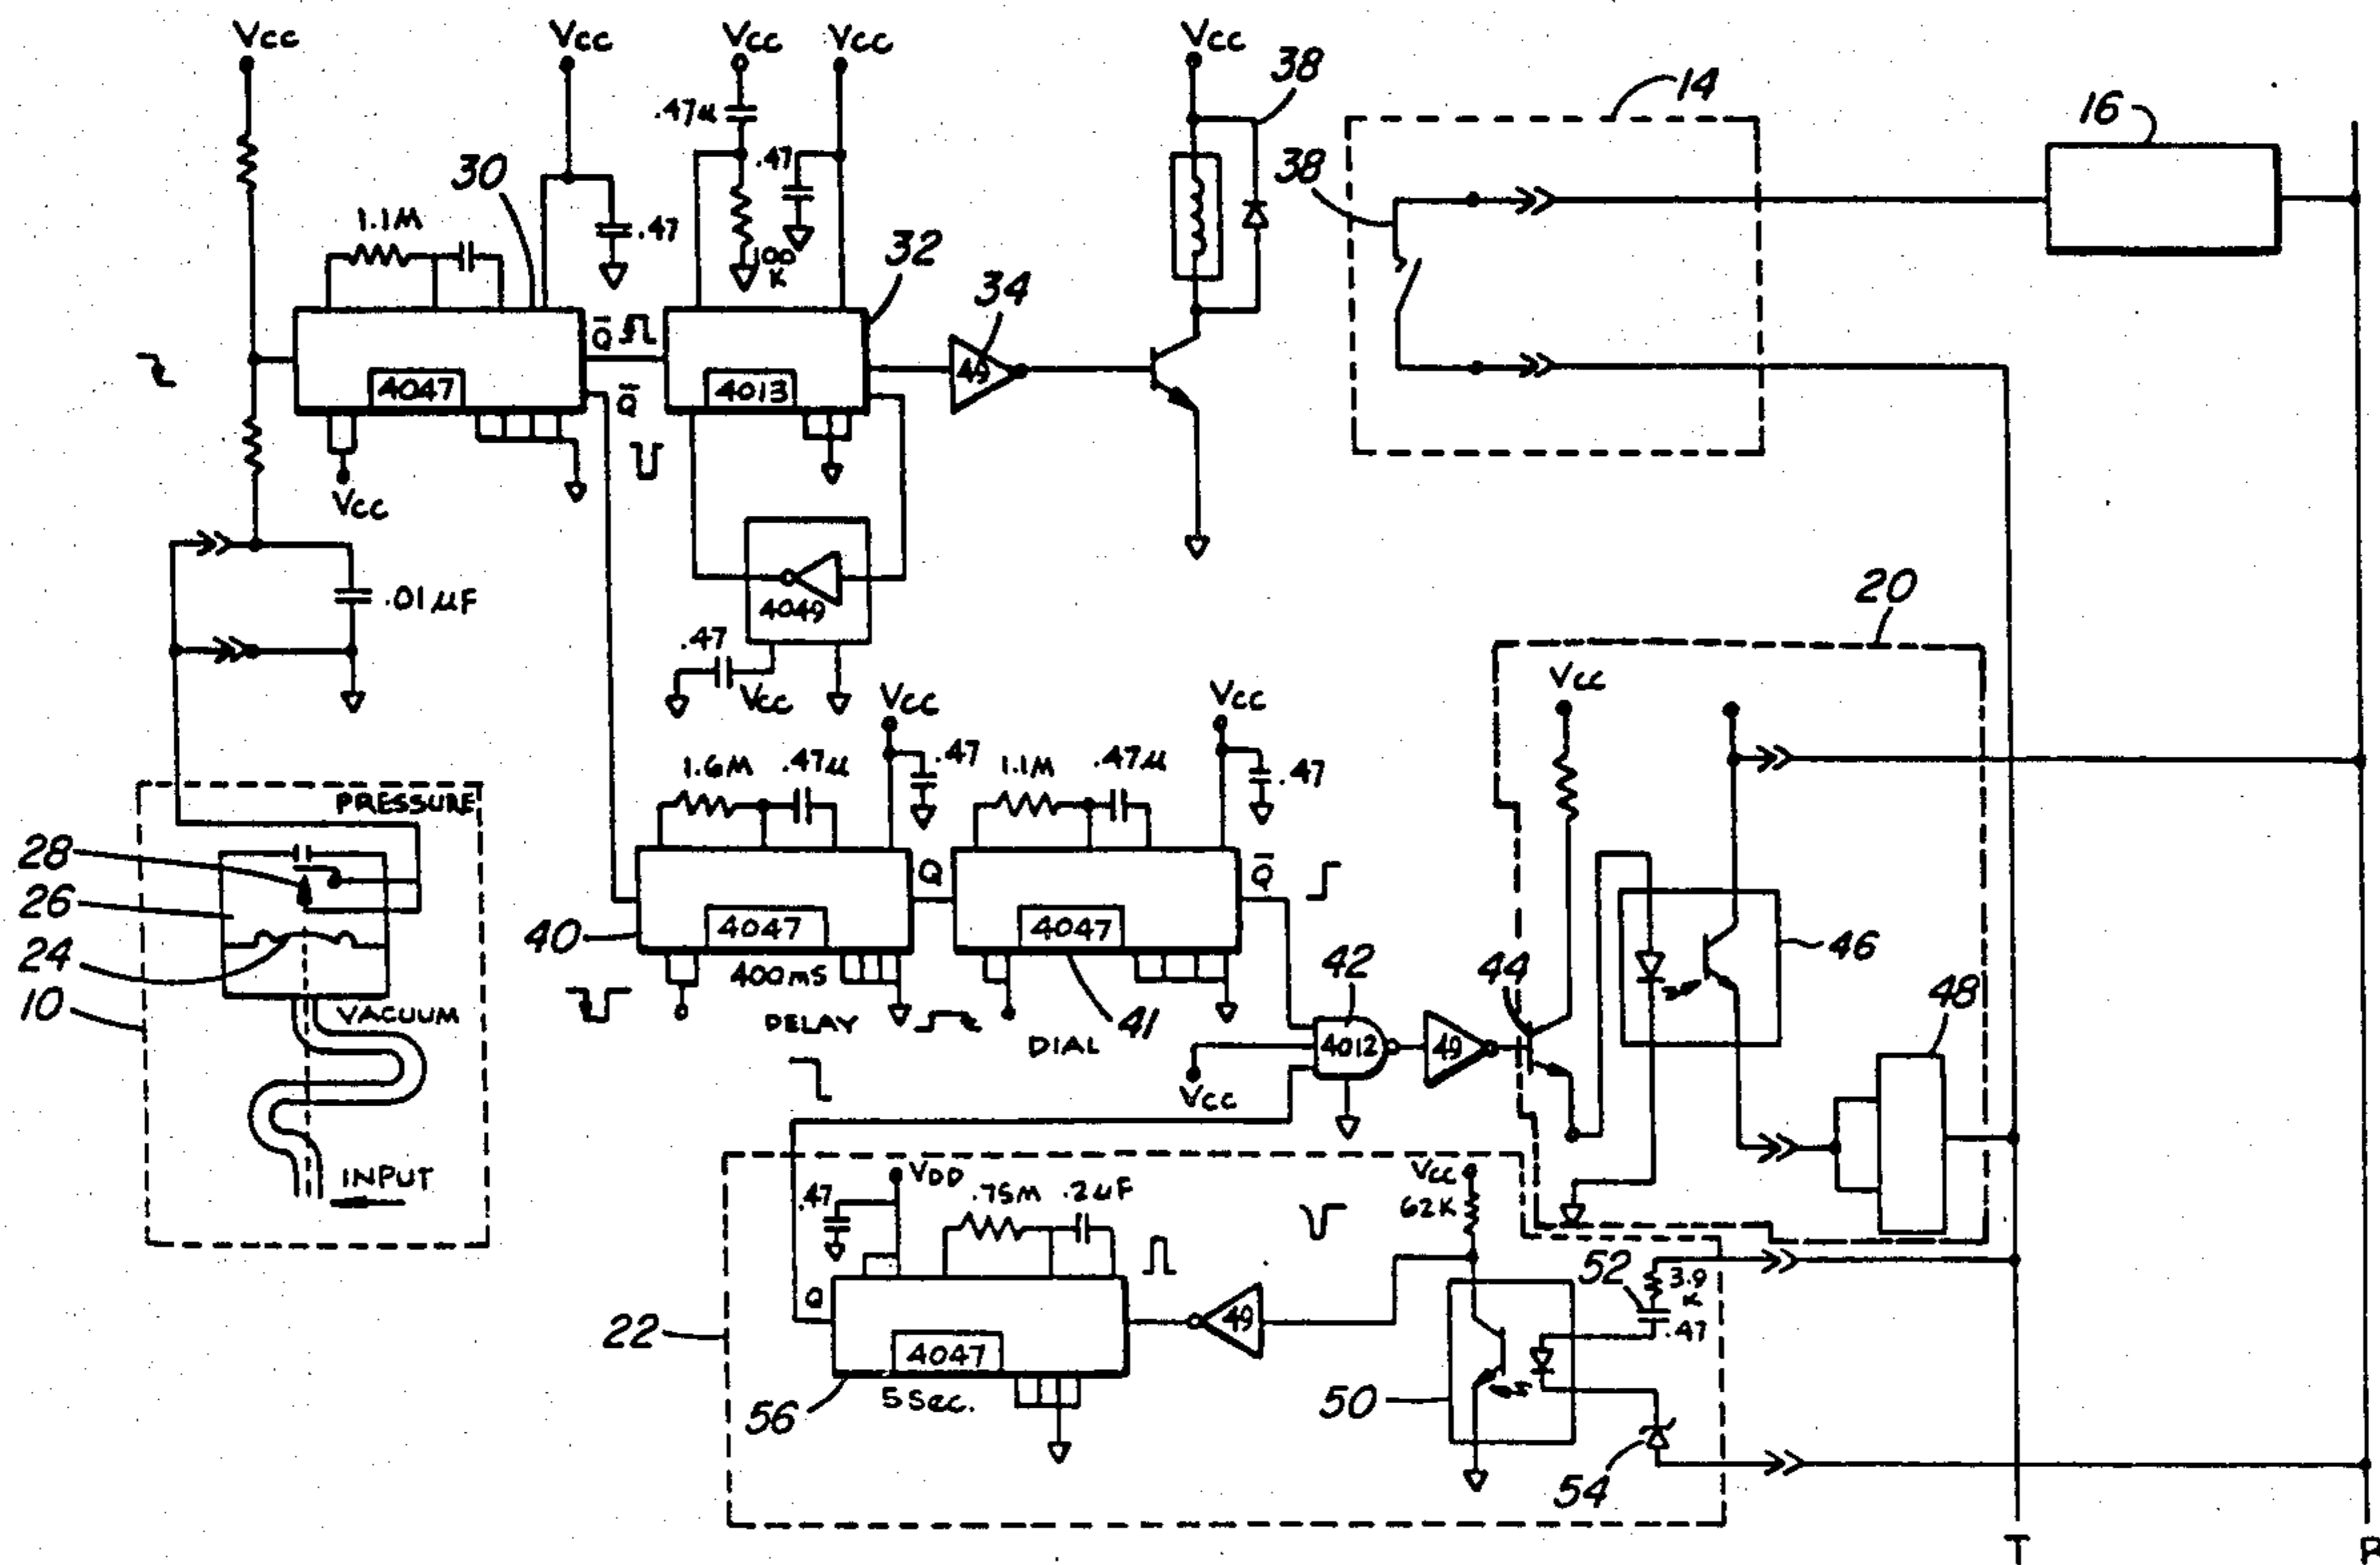 Vcc
Vcc
Vcc
Vcc
Vcc
38
14
16
.47µ
.47
30
.47
38
1.1M
100
K
32
34
Q̅
49
4047
4013
Q̅
Vcc
.01µF
4049
20
.47
Vcc
Vcc
Vcc
Vcc
1.6M
.47µ
.47
1.1M
.47µ
.47
PRESSURE
28
26
24
10
Q
Q̅
40
4047
4047
42
44
46
48
400mS
VACUUM
DELAY
DIAL
41
4012
49
Vcc
INPUT
VDD
Vcc
.47
.75M
.2µF
62K
52
3.9
K
.47
Q
22
49
4047
56
5 Sec.
50
54
T
R